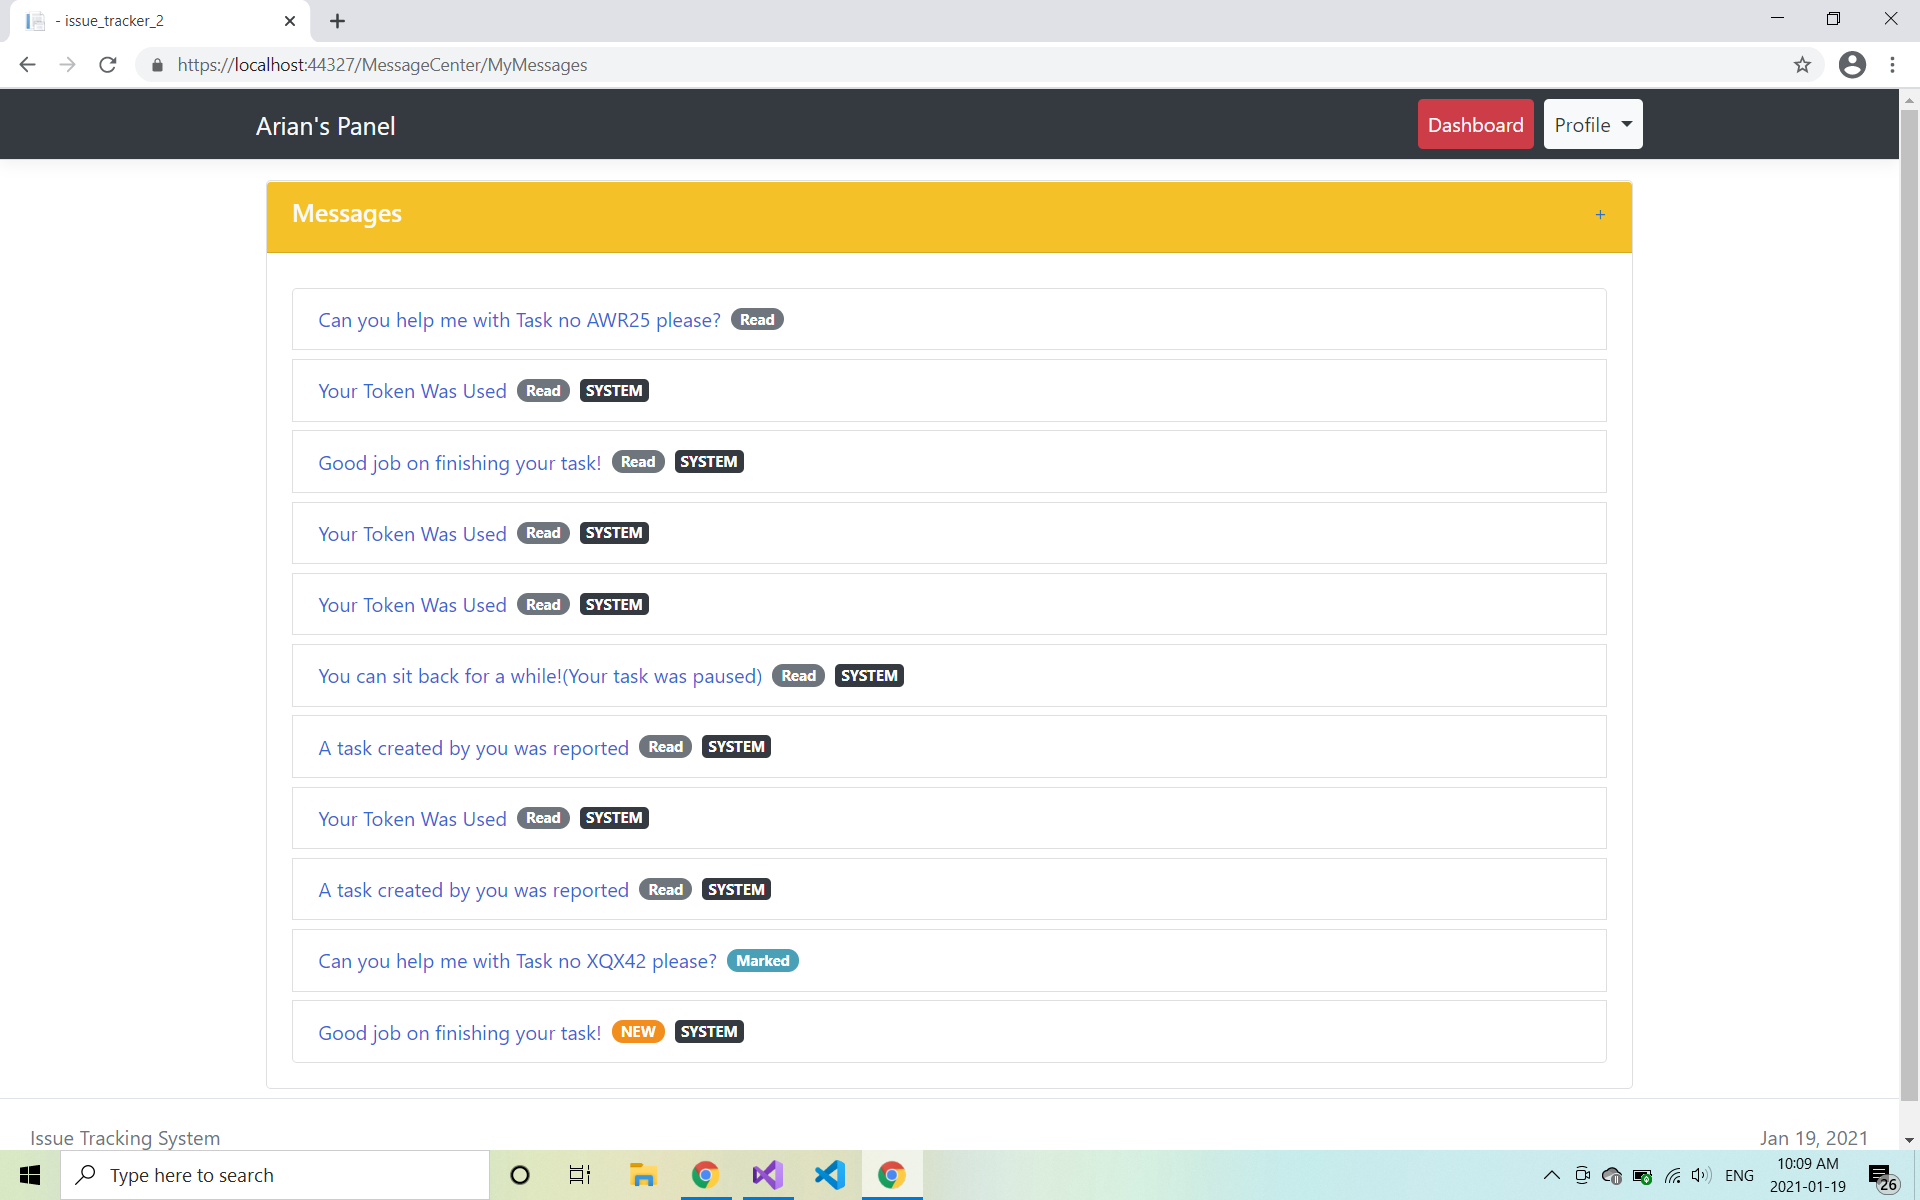 - issue_tracker_2
https://localhost:44327/MessageCenter/MyMessages
Arian's Panel
Dashboard
Profile
Messages
+
Can you help me with Task no AWR25 please? Read
Your Token Was Used Read SYSTEM
Good job on finishing your task! Read SYSTEM
Your Token Was Used Read SYSTEM
Your Token Was Used Read SYSTEM
You can sit back for a while!(Your task was paused) Read SYSTEM
A task created by you was reported Read SYSTEM
Your Token Was Used Read SYSTEM
A task created by you was reported Read SYSTEM
Can you help me with Task no XQX42 please? Marked
Good job on finishing your task! NEW SYSTEM
Issue Tracking System
Jan 19, 2021
Type here to search
ENG
10:09 AM
2021-01-19
26